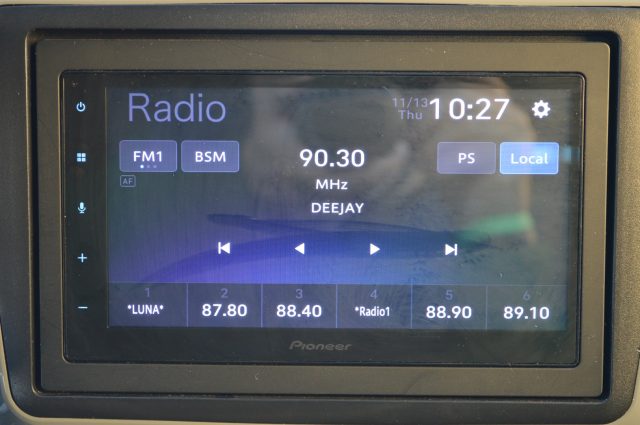 Radio
11/13
Thu
10:27
FM1
BSM
AF
90.30
MHz
DEEJAY
PS
Local
1
2
3
4
5
6
*LUNA*
87.80
88.40
*Radio1
88.90
89.10
Pioneer